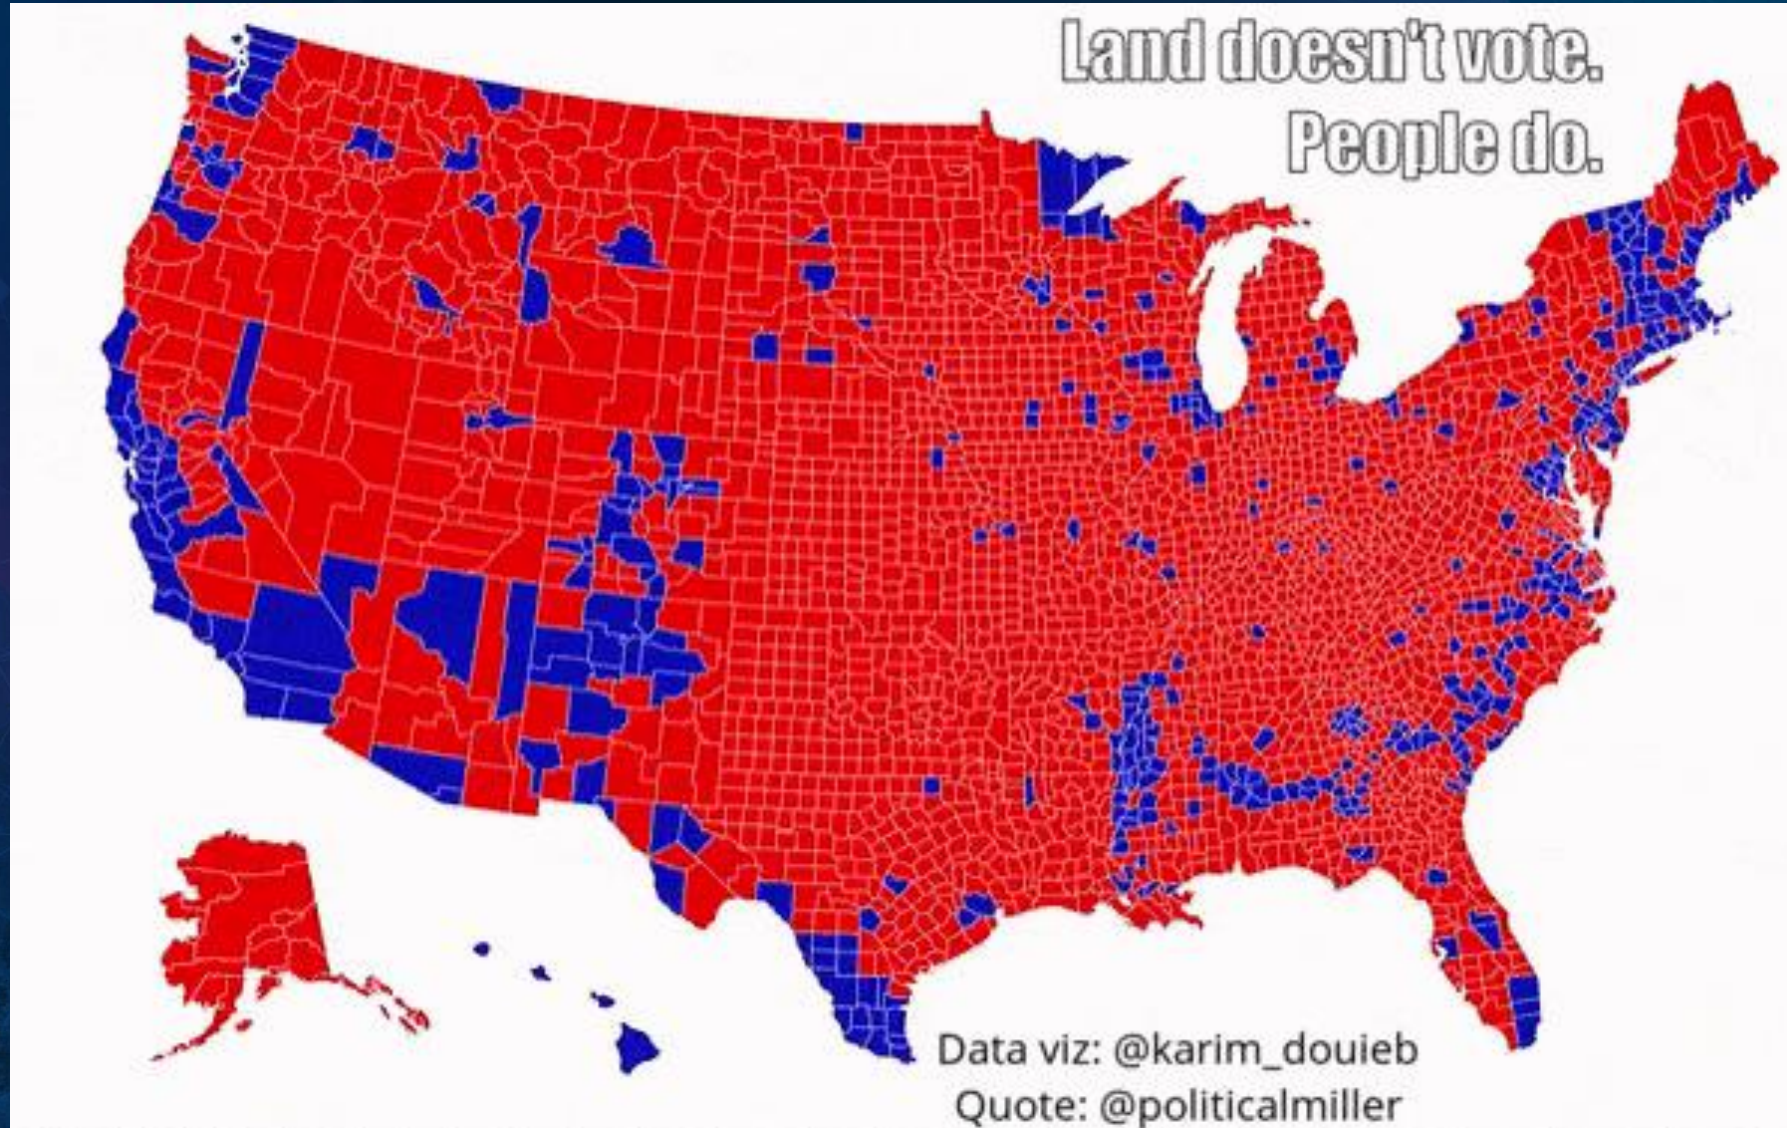 Land doesn't vote.
People do.
Data viz: @karim_douieb
Quote: @politicalmiller